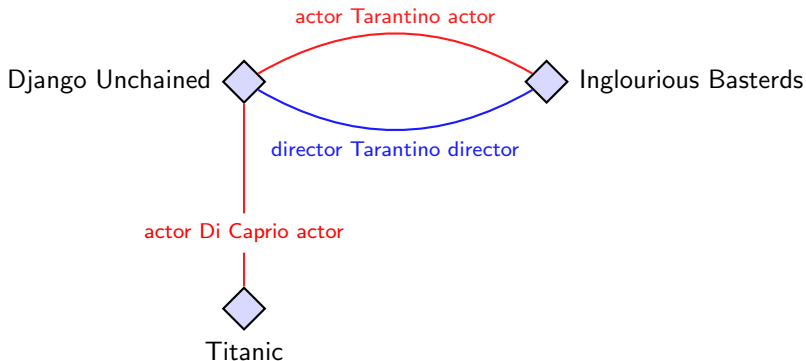 actor Tarantino actor
Django Unchained
Inglourious Basterds
director Tarantino director
actor Di Caprio actor
Titanic